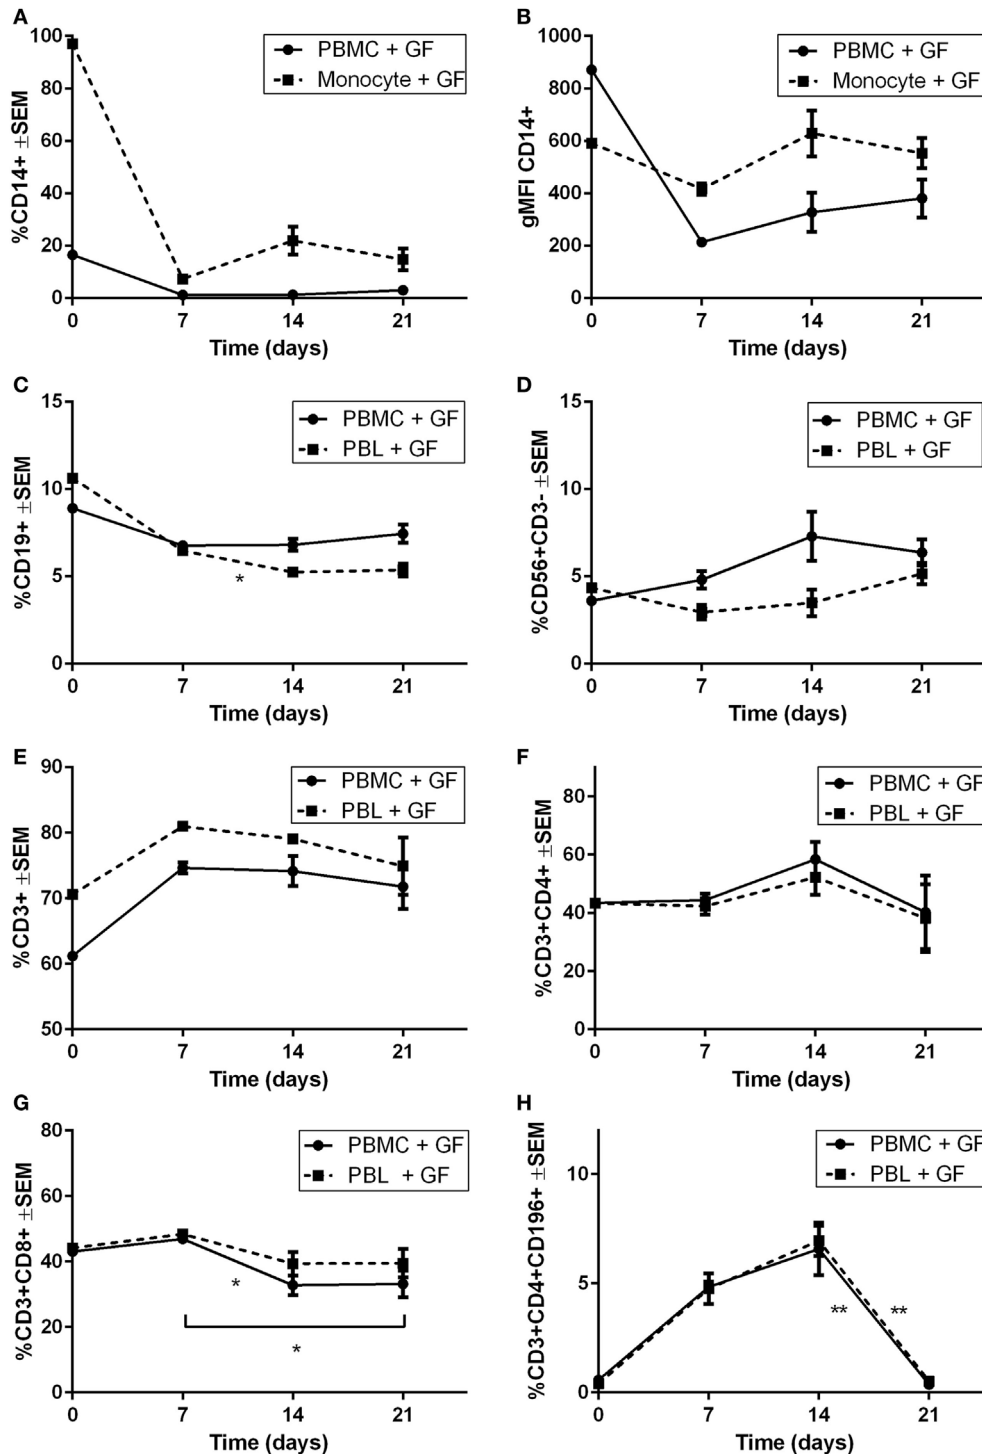 A
%CD14+ ±SEM
100
80
60
40
20
0
0 7 14 21
Time (days)
PBMC + GF
Monocyte + GF
B
gMFI CD14+
1000
800
600
400
200
0
0 7 14 21
Time (days)
PBMC + GF
Monocyte + GF
C
%CD19+ ±SEM
15
10
5
0
0 7 14 21
Time (days)
PBMC + GF
PBL + GF
*
D
%CD56+CD3- ±SEM
15
10
5
0
0 7 14 21
Time (days)
PBMC + GF
PBL + GF
E
%CD3+ ±SEM
90
80
70
60
50
0 7 14 21
Time (days)
PBMC + GF
PBL + GF
F
%CD3+CD4+ ±SEM
80
60
40
20
0
0 7 14 21
Time (days)
PBMC + GF
PBL + GF
G
%CD3+CD8+ ±SEM
80
60
40
20
0
0 7 14 21
Time (days)
PBMC + GF
PBL + GF
*
*
H
%CD3+CD4+CD196+ ±SEM
10
5
0
0 7 14 21
Time (days)
PBMC + GF
PBL + GF
** **